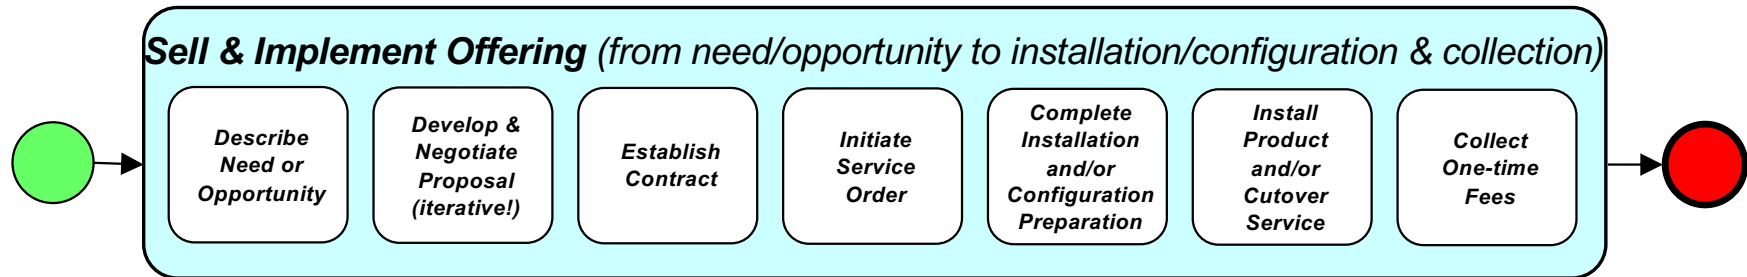 Sell & Implement Offering (from need/opportunity to installation/configuration & collection)
Describe
Need or
Opportunity
Develop &
Negotiate
Proposal
(iterative!)
Establish
Contract
Initiate
Service
Order
Complete
Installation
and/or
Configuration
Preparation
Install
Product
and/or
Cutover
Service
Collect
One-time
Fees